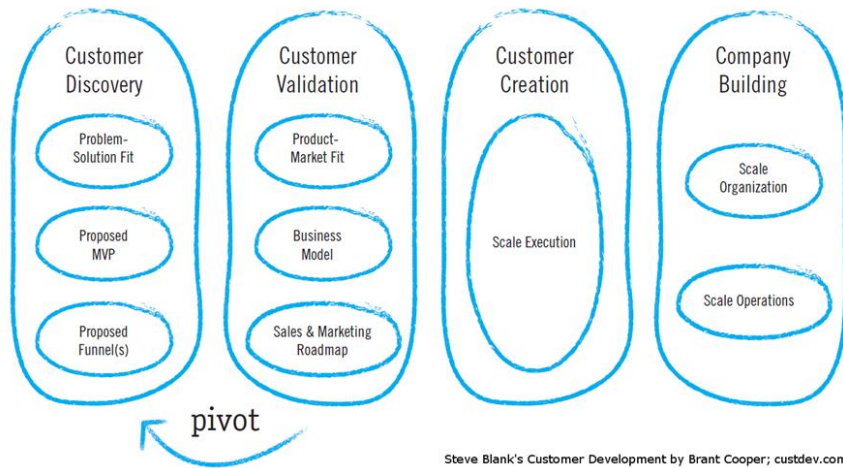 Customer
Discovery
Problem-
Solution Fit
Proposed
MVP
Proposed
Funnel(s)
Customer
Validation
Product-
Market Fit
Business
Model
Sales & Marketing
Roadmap
Customer
Creation
Scale Execution
Company
Building
Scale
Organization
Scale Operations
pivot
Steve Blank's Customer Development by Brant Cooper; custdev.com